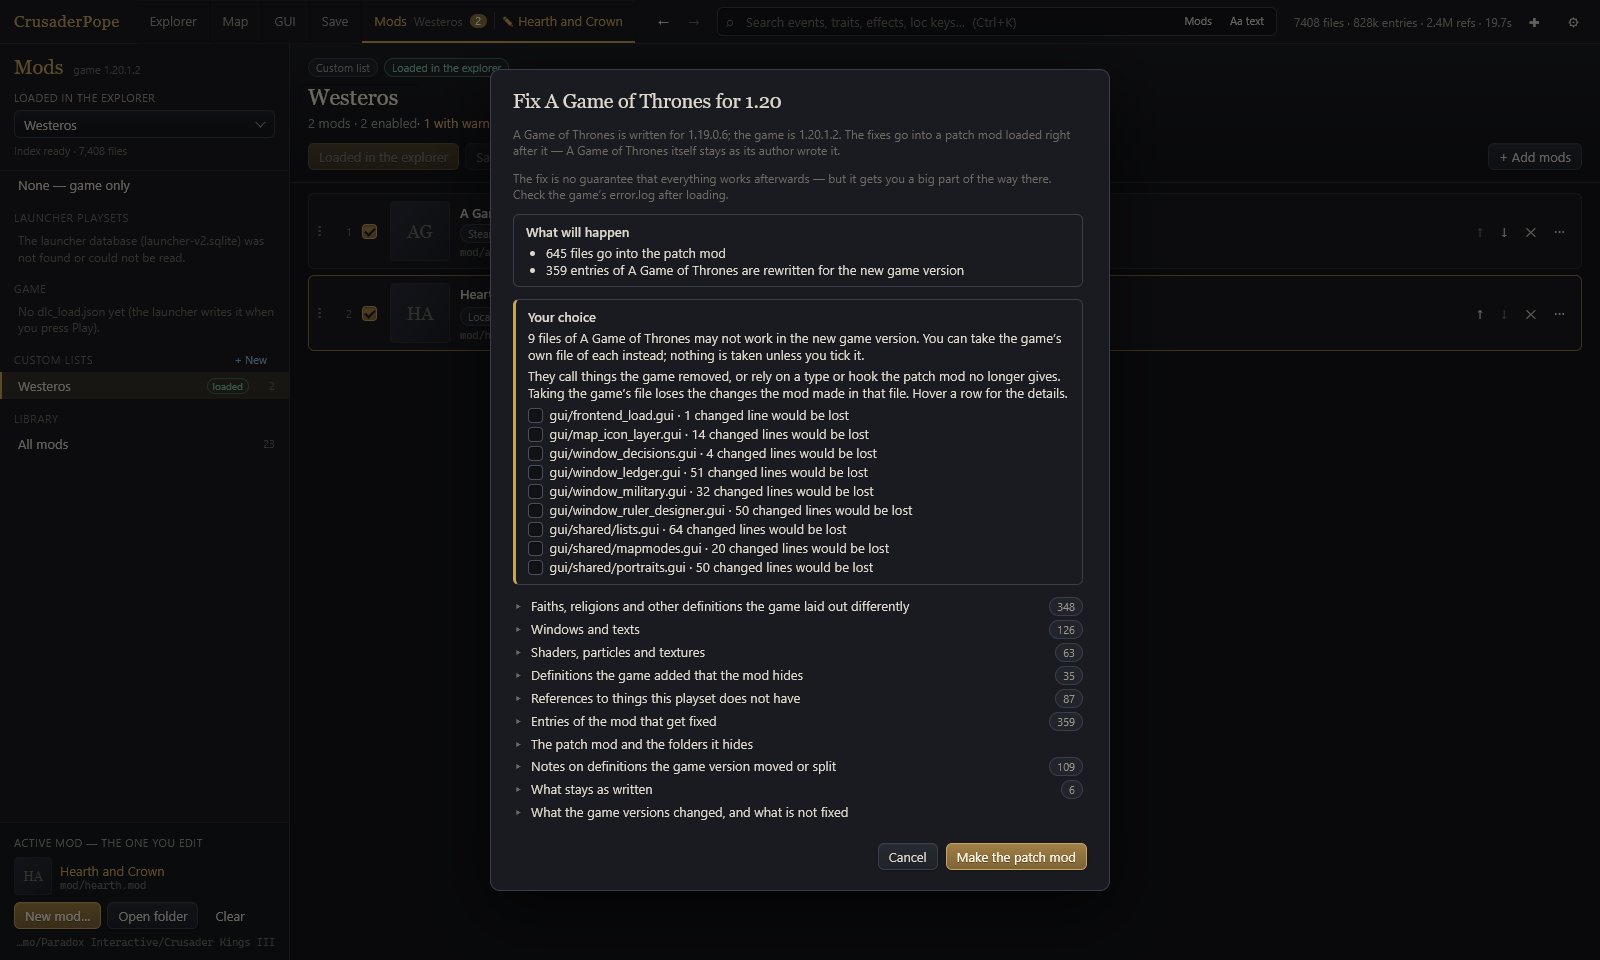 CrusaderPope
Explorer
Map
GUI
Save
Mods Westeros 2
Hearth and Crown
Search events, traits, effects, loc keys... (Ctrl+K)
Mods
Aa text
7408 files · 828k entries · 2.4M refs · 19.7s
Mods game 1.20.1.2
LOADED IN THE EXPLORER
Westeros
Index ready · 7,408 files
None — game only
LAUNCHER PLAYSETS
The launcher database (launcher-v2.sqlite) was
not found or could not be read.
GAME
No dlc_load.json yet (the launcher writes it when
you press Play).
CUSTOM LISTS
+ New
Westeros
loaded
2
LIBRARY
All mods
23
ACTIVE MOD — THE ONE YOU EDIT
HA
Hearth and Crown
mod/hearth.mod
New mod...
Open folder
Clear
…mo/Paradox Interactive/Crusader Kings III
Custom list
Loaded in the explorer
Westeros
2 mods · 2 enabled · 1 with warn
Loaded in the explorer
Sa
+ Add mods
1
AG
A Ga
Stea
mod/a
2
HA
Hear
Loca
mod/h
Fix A Game of Thrones for 1.20
A Game of Thrones is written for 1.19.0.6; the game is 1.20.1.2. The fixes go into a patch mod loaded right
after it — A Game of Thrones itself stays as its author wrote it.
The fix is no guarantee that everything works afterwards — but it gets you a big part of the way there.
Check the game's error.log after loading.
What will happen
• 645 files go into the patch mod
• 359 entries of A Game of Thrones are rewritten for the new game version
Your choice
9 files of A Game of Thrones may not work in the new game version. You can take the game's
own file of each instead; nothing is taken unless you tick it.
They call things the game removed, or rely on a type or hook the patch mod no longer gives.
Taking the game's file loses the changes the mod made in that file. Hover a row for the details.
gui/frontend_load.gui · 1 changed line would be lost
gui/map_icon_layer.gui · 14 changed lines would be lost
gui/window_decisions.gui · 4 changed lines would be lost
gui/window_ledger.gui · 51 changed lines would be lost
gui/window_military.gui · 32 changed lines would be lost
gui/window_ruler_designer.gui · 50 changed lines would be lost
gui/shared/lists.gui · 64 changed lines would be lost
gui/shared/mapmodes.gui · 20 changed lines would be lost
gui/shared/portraits.gui · 50 changed lines would be lost
Faiths, religions and other definitions the game laid out differently 348
Windows and texts 126
Shaders, particles and textures 63
Definitions the game added that the mod hides 35
References to things this playset does not have 87
Entries of the mod that get fixed 359
The patch mod and the folders it hides
Notes on definitions the game version moved or split 109
What stays as written 6
What the game versions changed, and what is not fixed
Cancel
Make the patch mod